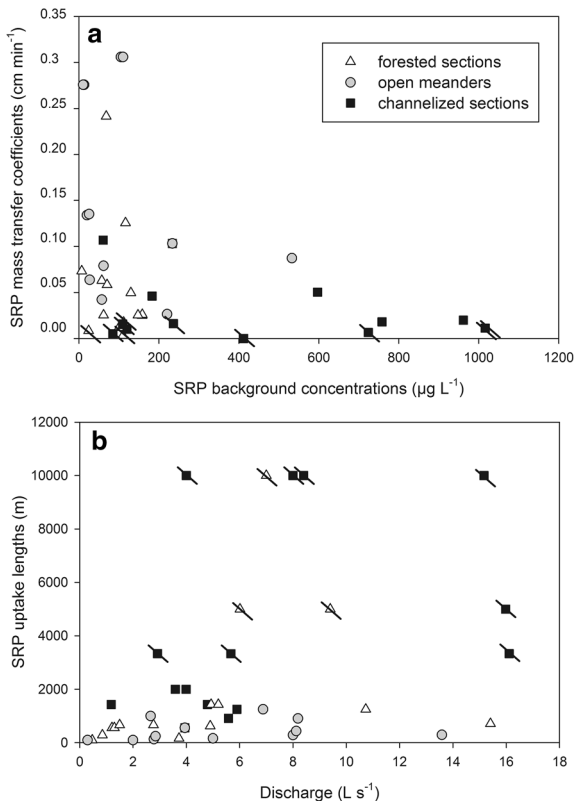 a
0.35
0.30
0.25
0.20
0.15
0.10
0.05
0.00
SRP mass transfer coefficients (cm min⁻¹)
forested sections
open meanders
channelized sections
0 200 400 600 800 1000 1200
SRP background concentrations (µg L⁻¹)
b
12000
10000
8000
6000
4000
2000
0
SRP uptake lengths (m)
0 2 4 6 8 10 12 14 16 18
Discharge (L s⁻¹)